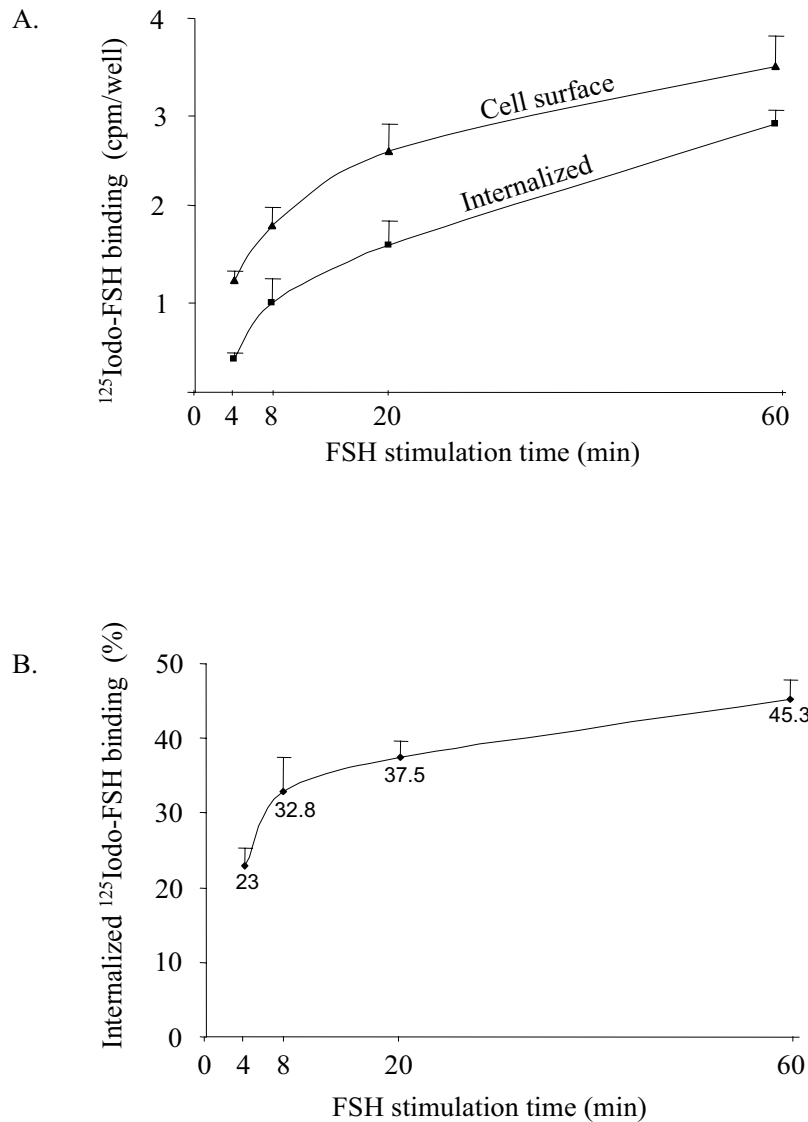 A.
¹²⁵Iodo-FSH binding (cpm/well)
4
3
2
1
Cell surface
Internalized
0 4 8 20 60
FSH stimulation time (min)
B.
Internalized ¹²⁵Iodo-FSH binding (%)
50
40
30
20
10
0
23
32.8
37.5
45.3
0 4 8 20 60
FSH stimulation time (min)